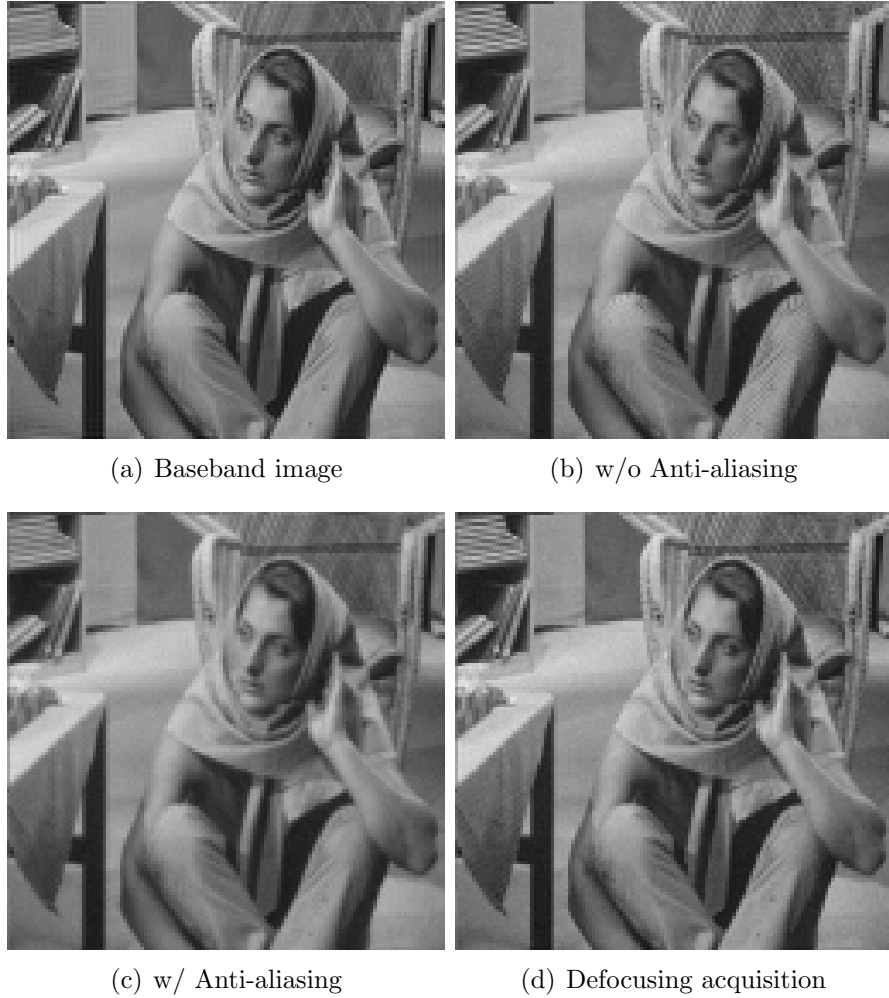 (a) Baseband image
(b) w/o Anti-aliasing
(c) w/ Anti-aliasing
(d) Defocusing acquisition